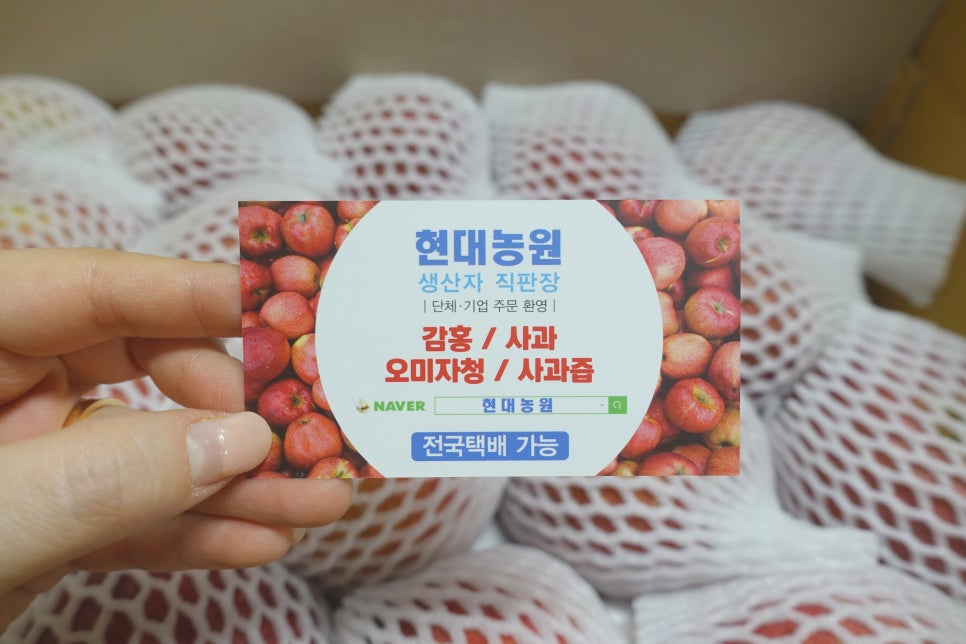 현대농원
생산자 직판장
| 단체·기업 주문 환영 |
감홍 / 사과
오미자청 / 사과즙
NAVER 현대농원
전국택배 가능